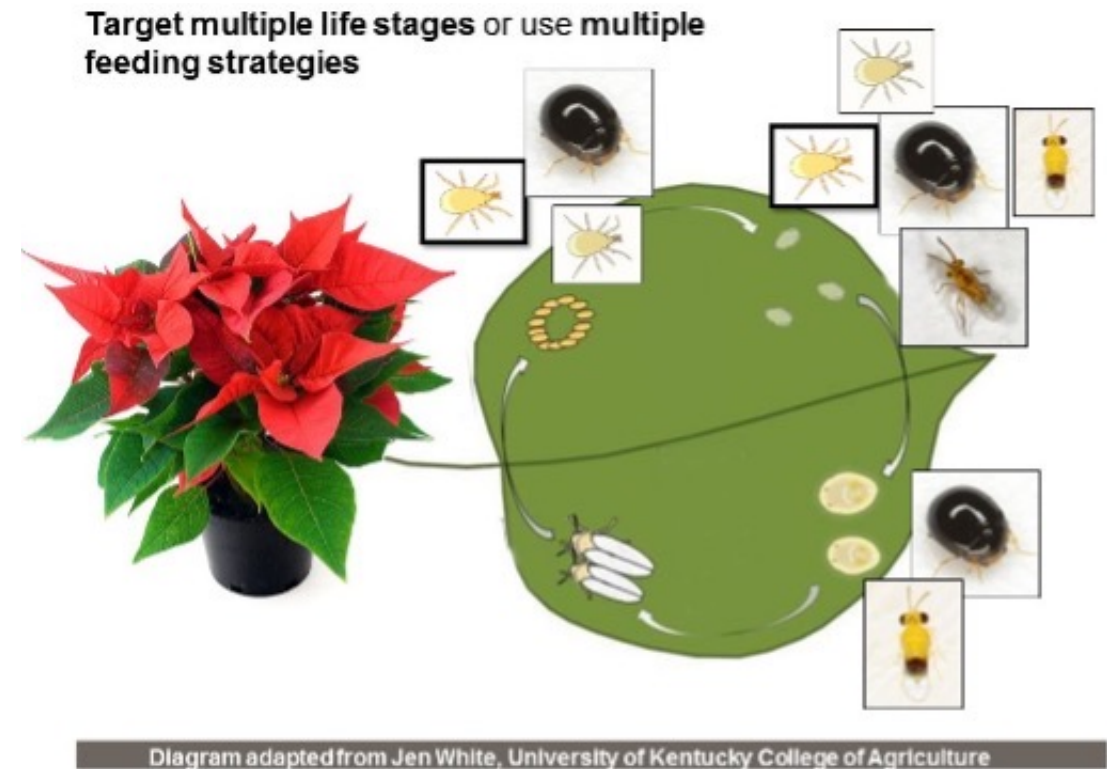 Target multiple life stages or use multiple
feeding strategies
Diagram adapted from Jen White, University of Kentucky College of Agriculture